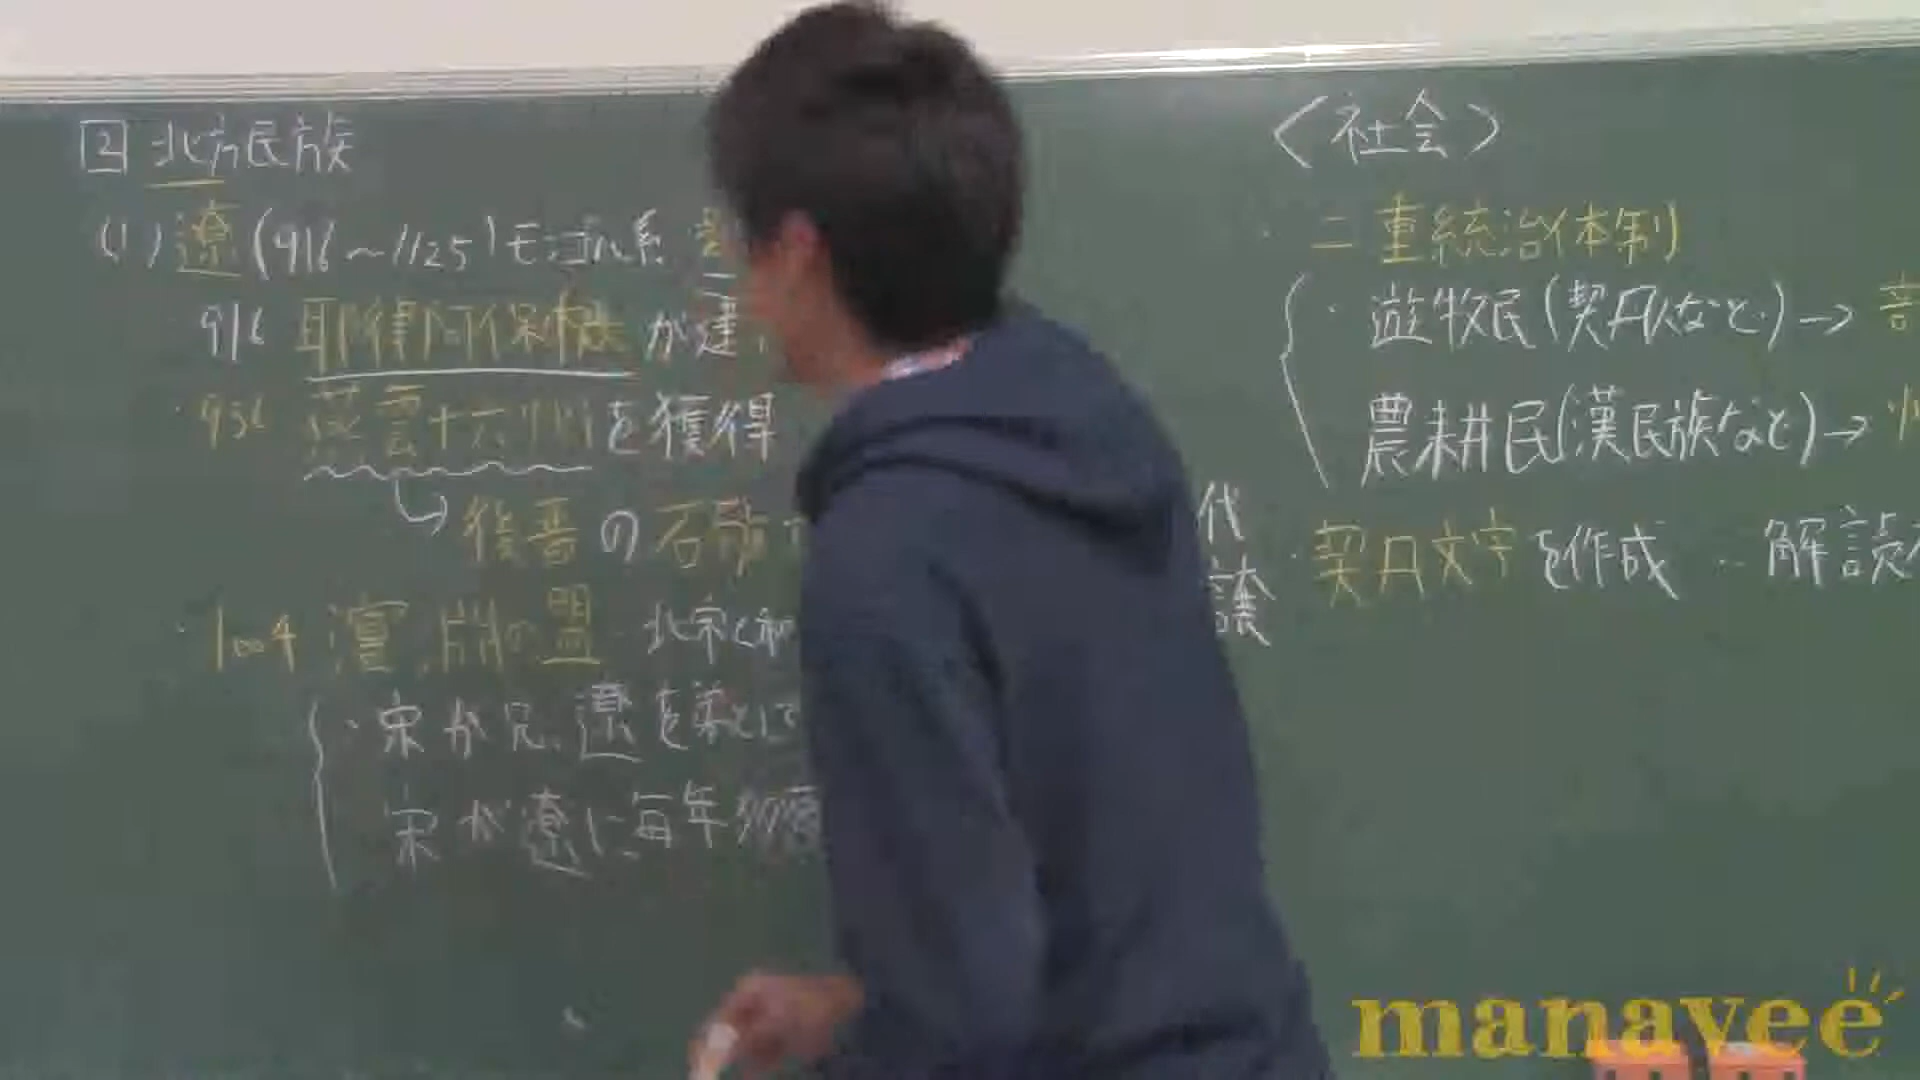 2 北方民族
(1) 遼 (916~1125) モンゴル系
916 耶律阿保機 が建
・936 燕雲十六州を獲得
→ 後晋の石敬
・1004 澶淵の盟 北宋と和
・宋が兄、遼を弟として
宋が遼に毎年多
代
譲
<社会>
・二重統治体制
・遊牧民(契丹人など)→
農耕民(漢民族など)→
・契丹文字を作成 … 解読
manavee